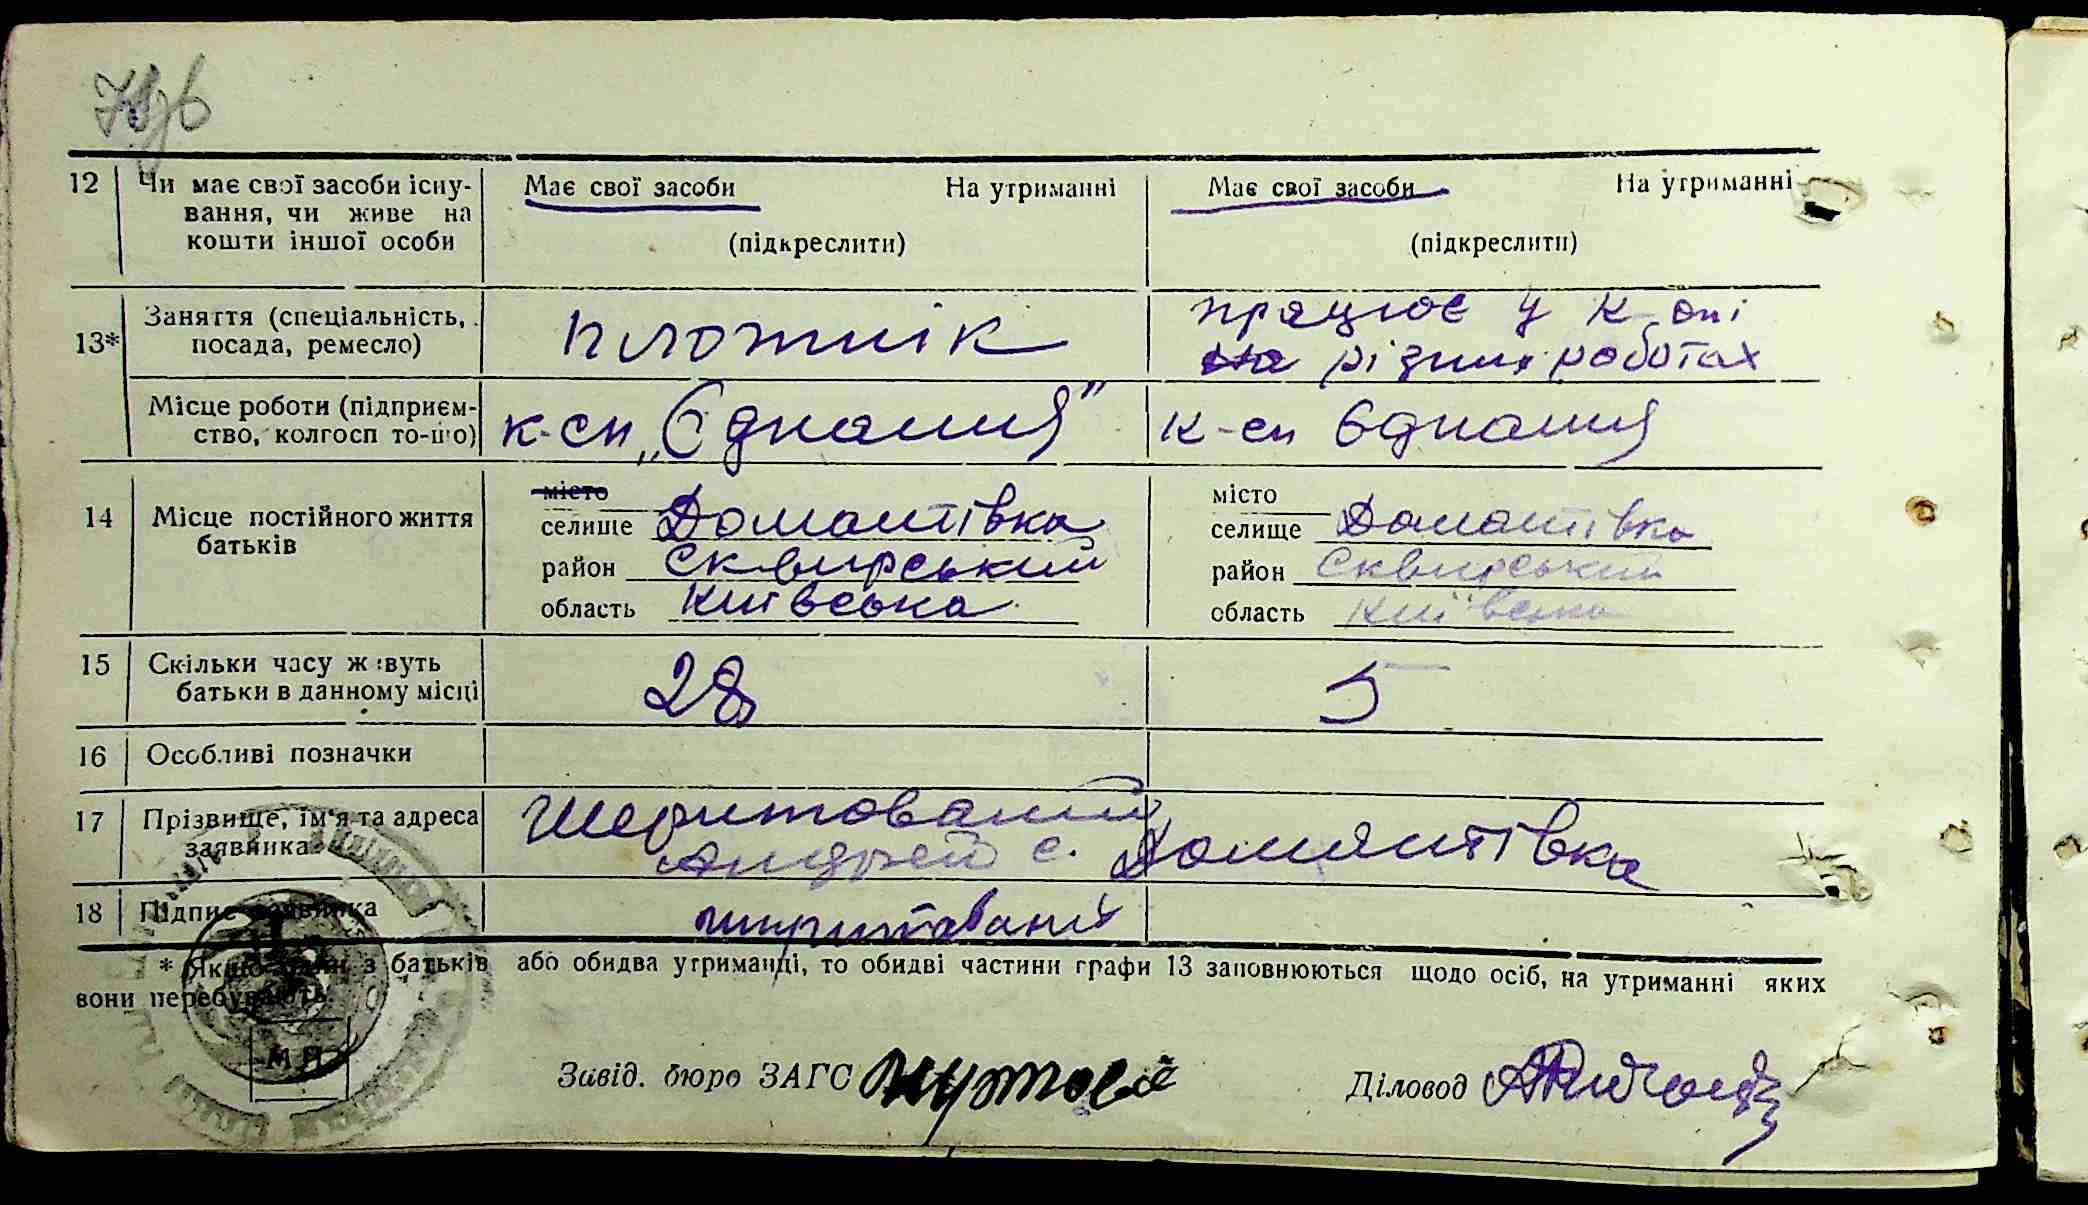 12 Чи має свої засоби існу- Має свої засоби На утриманні Має свої засоби На утриманні
вання, чи живе на
кошти іншої особи (підкреслити) (підкреслити)
13* Заняття (спеціальність, посада, ремесло) плотнік працює у к-спі
на різних роботах
Місце роботи (підприєм-
ство, колгосп то-що) к-сп „Єднання" к-сп Єднання
14 Місце постійного життя батьків
місто місто
селище Домантівка селище Домантівка
район Сквирський район Сквирський
область Київська область Київська
15 Скільки часу живуть
батьки в данному місці 28 5
16 Особливі позначки
17 Прізвище, ім'я та адреса
заявника Шеритований
Андрей с. Домантівка
18 Підпис заявника
* Якщо один з батьків або обидва утриманці, то обидві частини графи 13 заповнюються щодо осіб, на утриманні яких
вони перебувають
М. П.
Завід. бюро ЗАГС Діловод